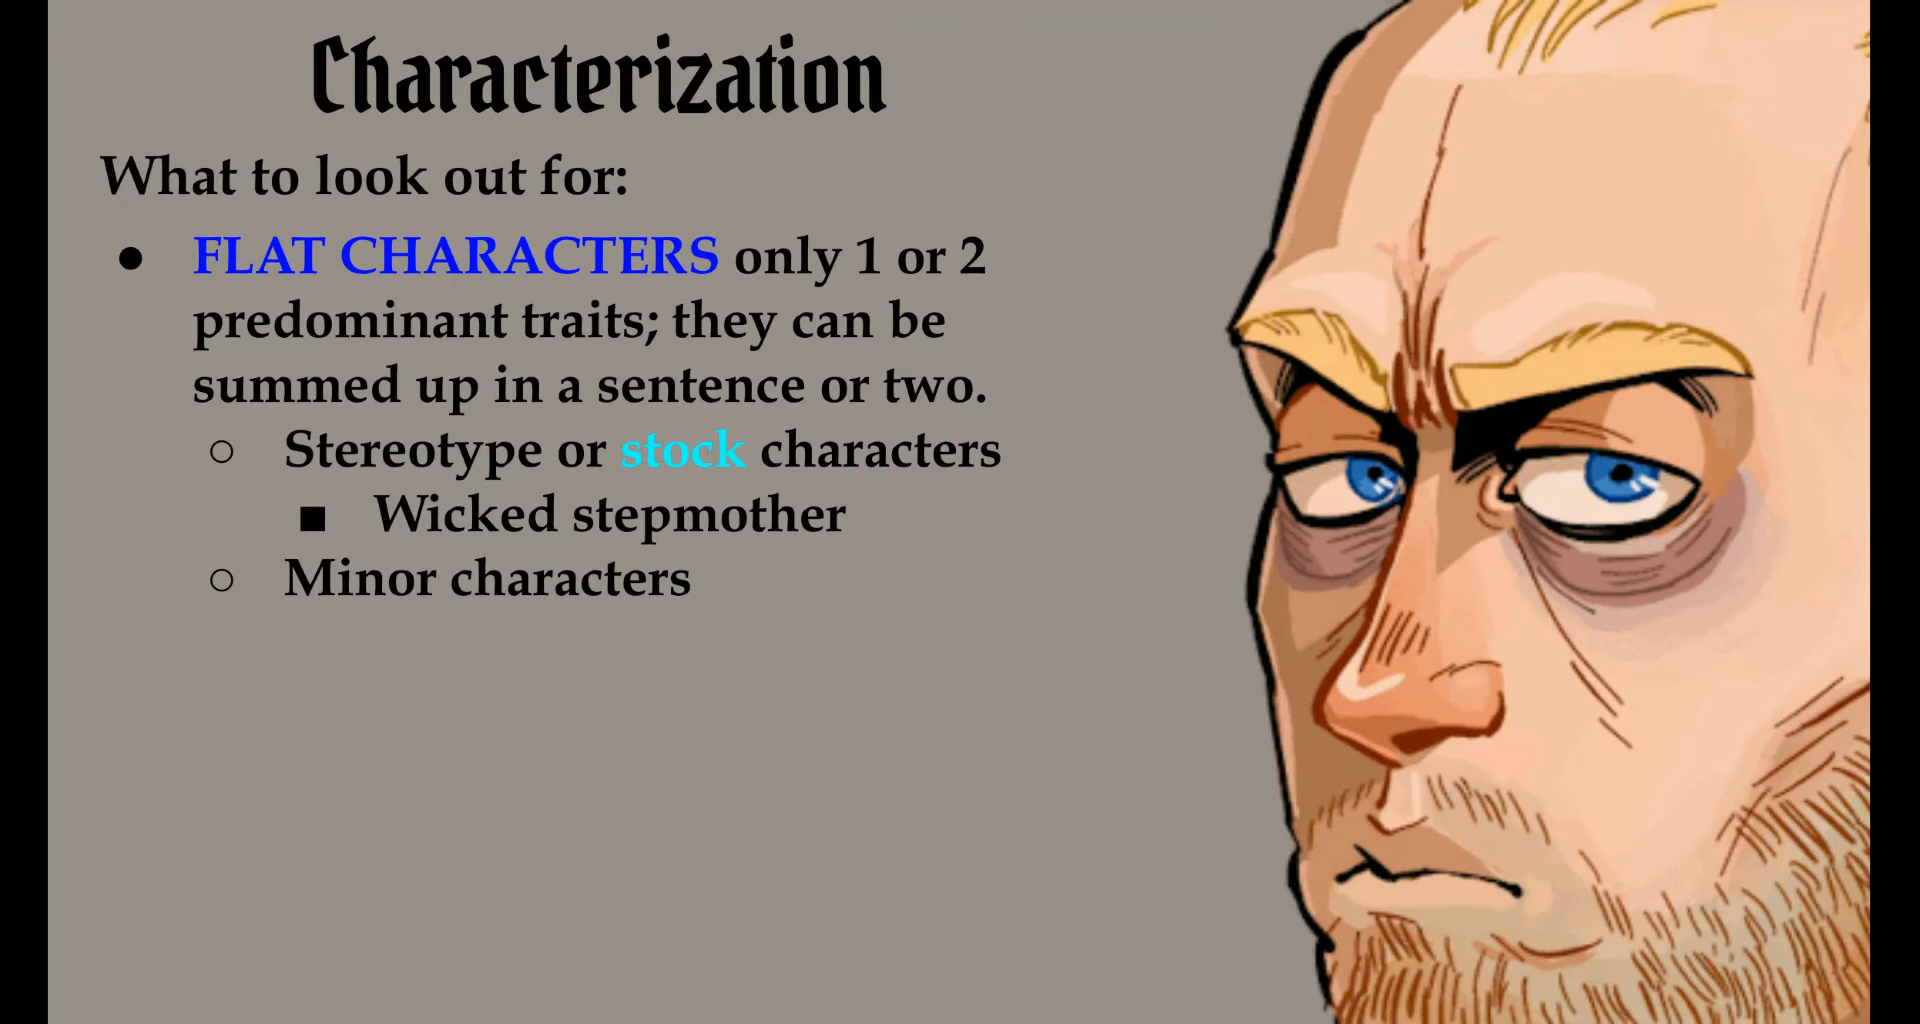 Characterization
What to look out for:
● FLAT CHARACTERS only 1 or 2
predominant traits; they can be
summed up in a sentence or two.
○ Stereotype or stock characters
■ Wicked stepmother
○ Minor characters